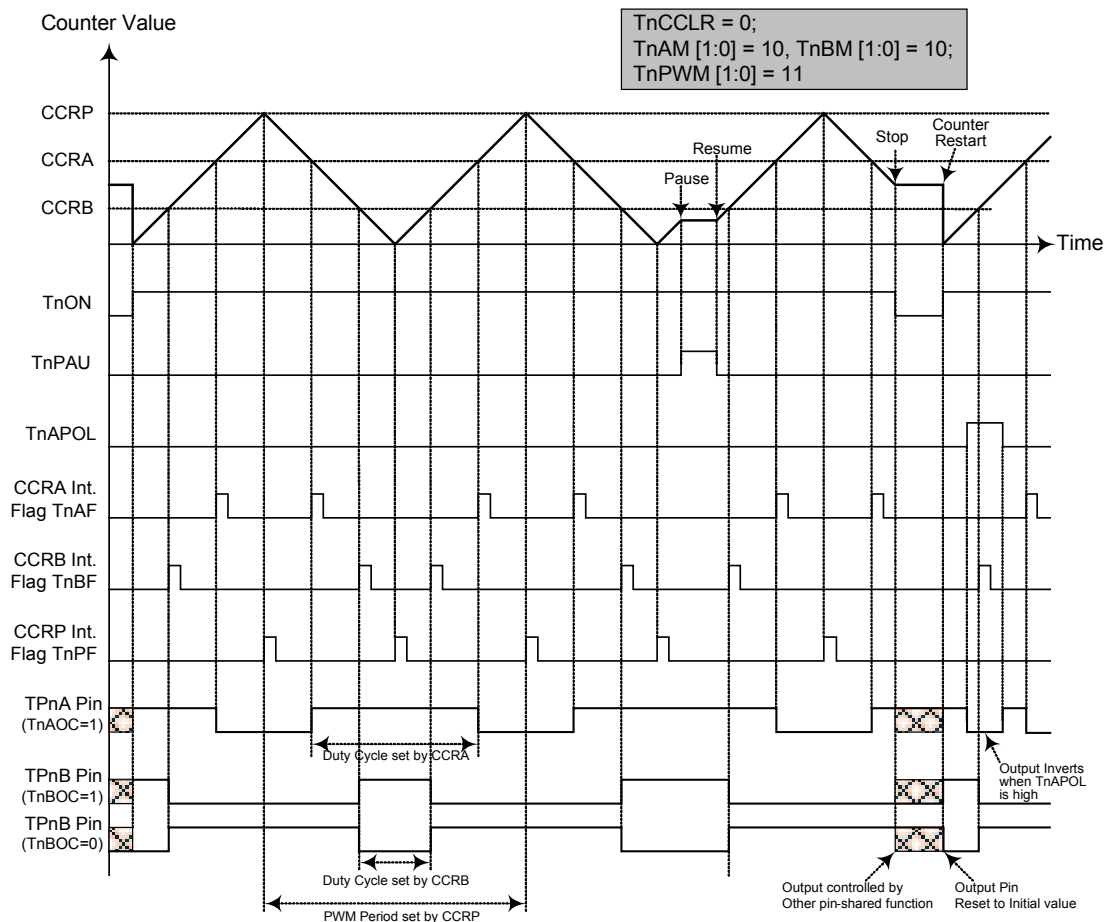 Counter Value
TnCCLR = 0;
TnAM [1:0] = 10, TnBM [1:0] = 10;
TnPWM [1:0] = 11
CCRP
CCRA
CCRB
Pause
Resume
Stop
Counter
Restart
Time
TnON
TnPAU
TnAPOL
CCRA Int.
Flag TnAF
CCRB Int.
Flag TnBF
CCRP Int.
Flag TnPF
TPnA Pin
(TnAOC=1)
Duty Cycle set by CCRA
Output Inverts
when TnAPOL
is high
TPnB Pin
(TnBOC=1)
TPnB Pin
(TnBOC=0)
Duty Cycle set by CCRB
Output controlled by
Other pin-shared function
Output Pin
Reset to Initial value
PWM Period set by CCRP